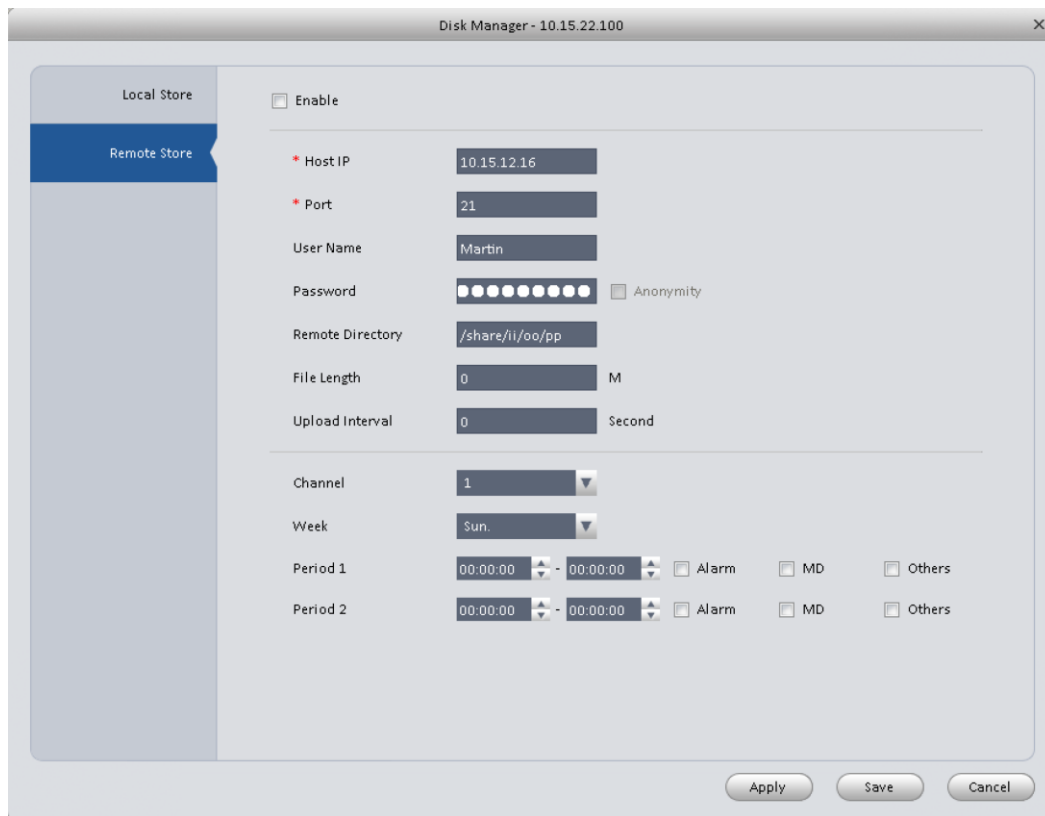 Disk Manager - 10.15.22.100
Local Store
Remote Store
Enable
* Host IP 10.15.12.16
* Port 21
User Name Martin
Password ●●●●●●●●● Anonymity
Remote Directory /share/ii/oo/pp
File Length 0 M
Upload Interval 0 Second
Channel 1
Week Sun.
Period 1 00:00:00 - 00:00:00 Alarm MD Others
Period 2 00:00:00 - 00:00:00 Alarm MD Others
Apply Save Cancel